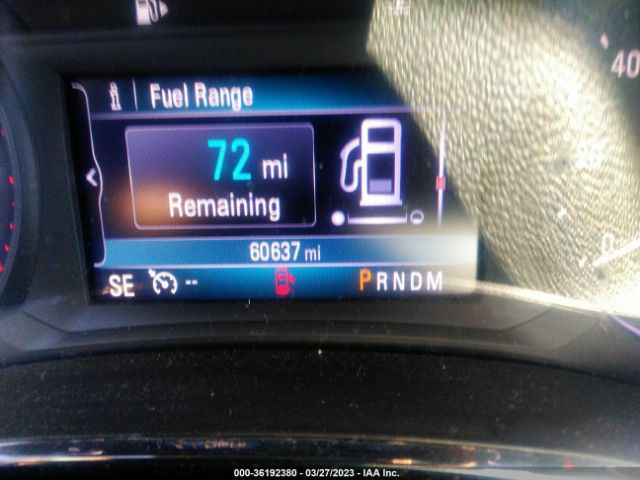 Fuel Range
72 mi
Remaining
60637 mi
SE -- PRNDM
40
0
000-36192380 - 03/27/2023 - IAA Inc.